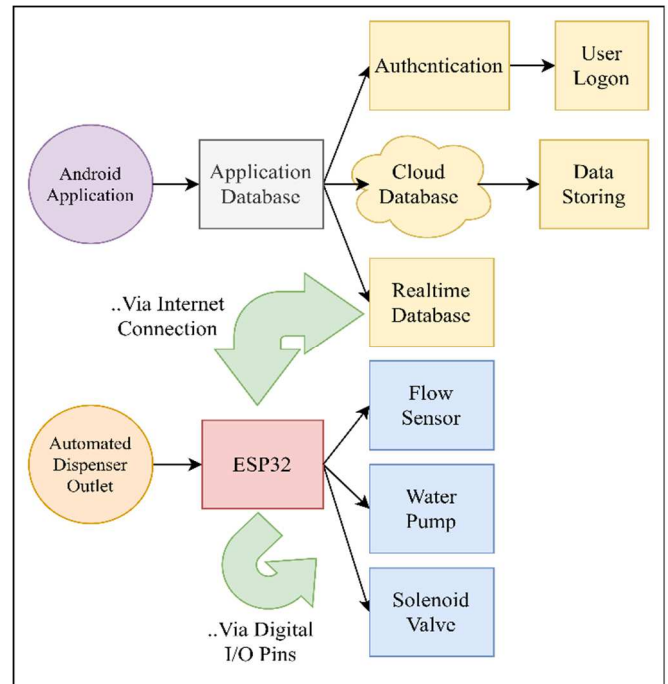 Authentication
User
Logon
Android
Application
Application
Database
Cloud
Database
Data
Storing
..Via Internet
Connection
Realtime
Database
Automated
Dispenser
Outlet
ESP32
Flow
Sensor
Water
Pump
Solenoid
Valve
..Via Digital
I/O Pins